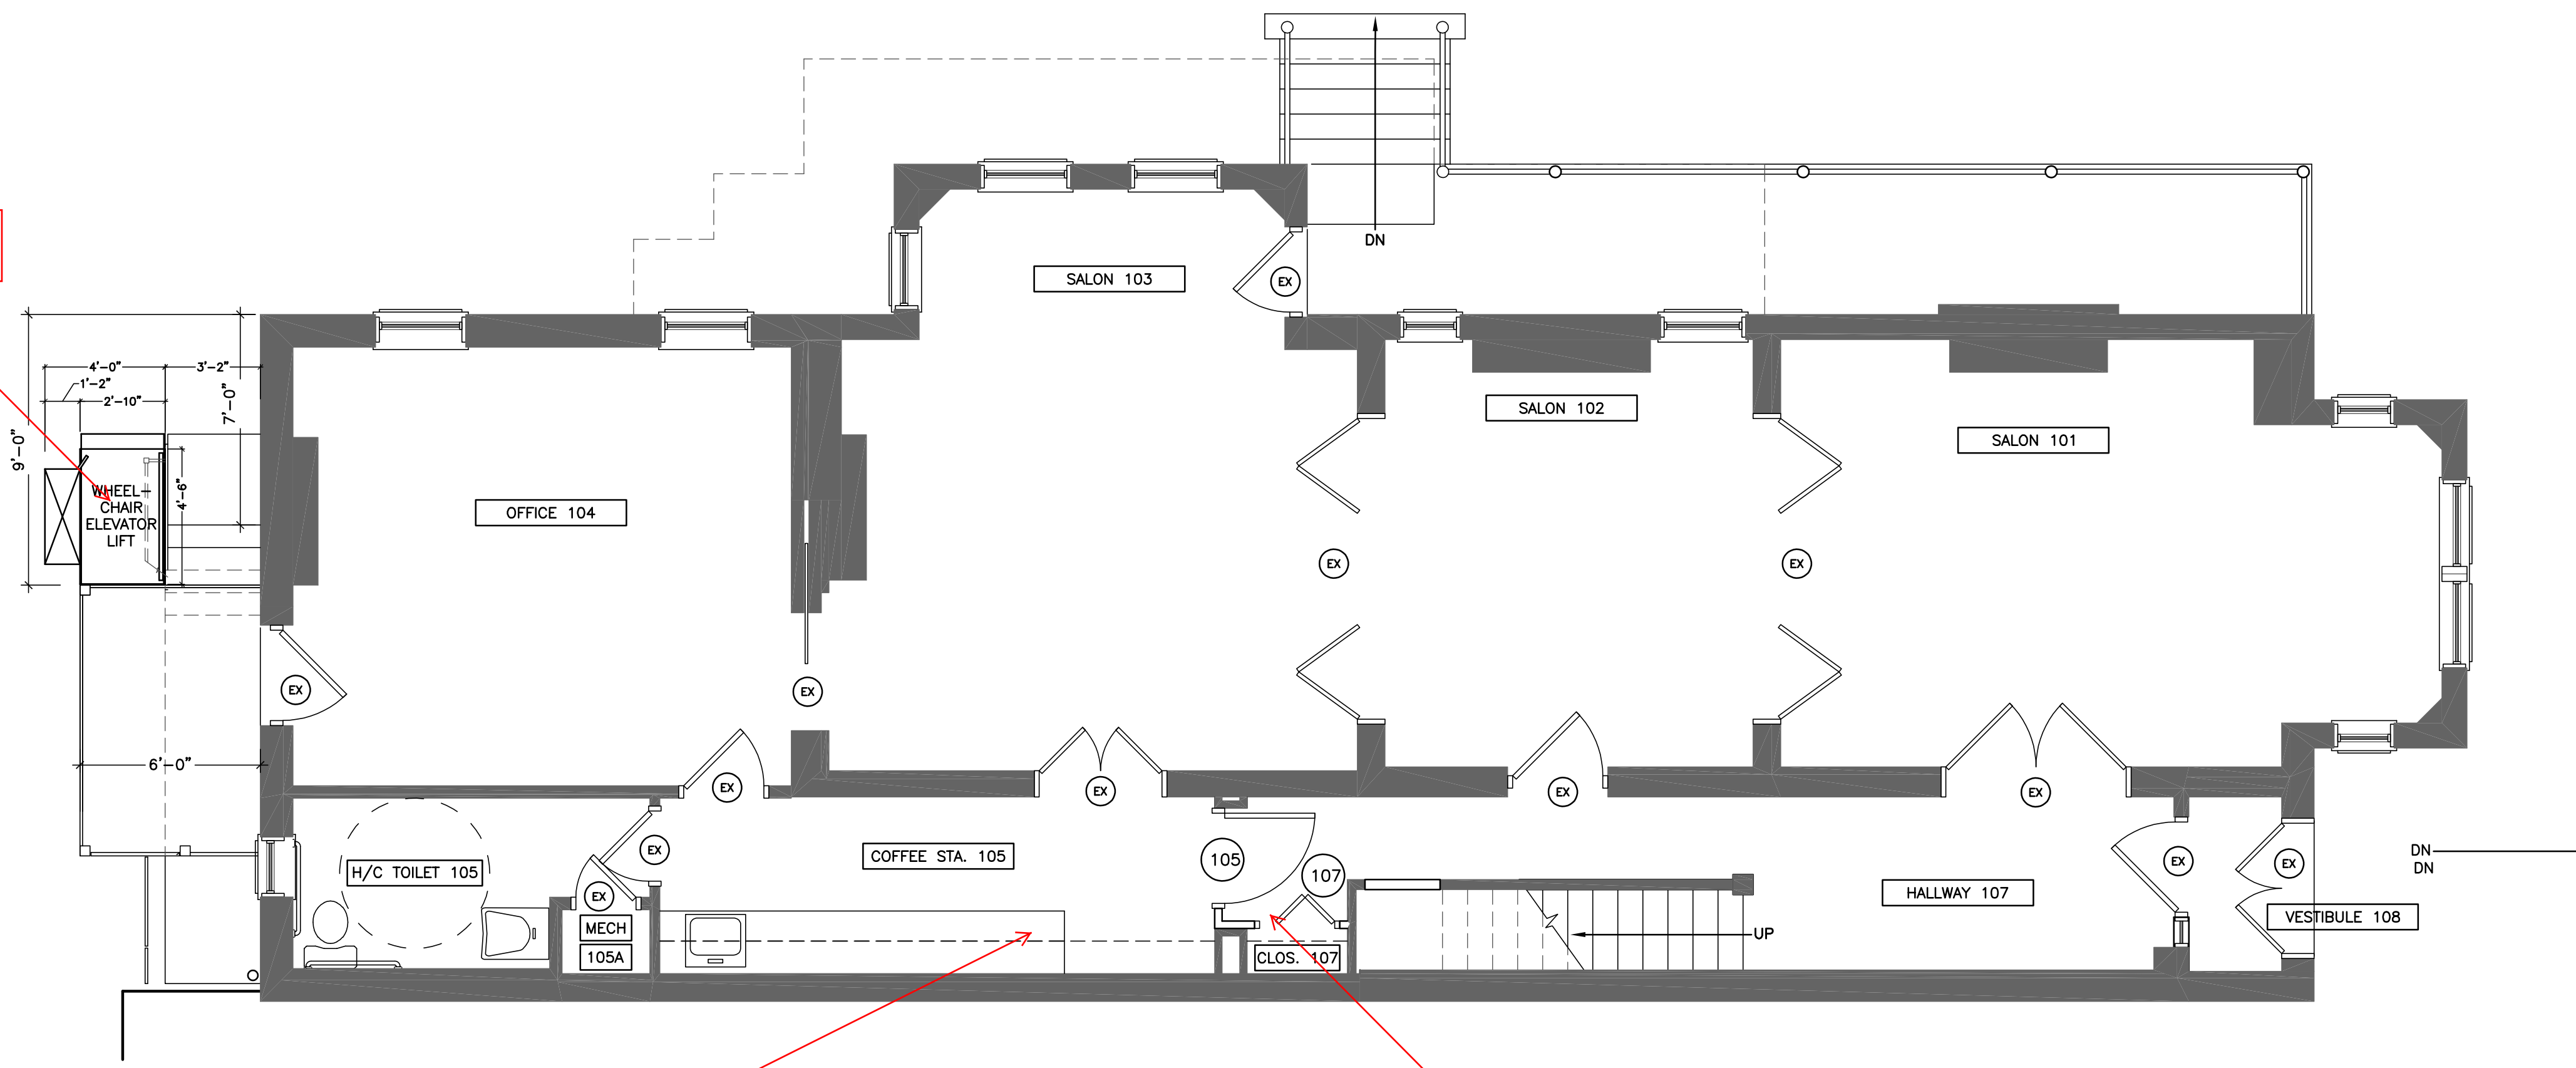 DN
SALON 103
EX
4'-0"
3'-2"
1'-2"
2'-10"
7'-0"
9'-0"
SALON 102
SALON 101
WHEEL-
CHAIR
ELEVATOR
LIFT
4'-6"
OFFICE 104
EX
EX
EX
EX
6'-0"
EX
EX
EX
EX
EX
COFFEE STA. 105
105
107
H/C TOILET 105
EX
EX
DN
DN
EX
HALLWAY 107
VESTIBULE 108
MECH
105A
UP
CLOS. 107